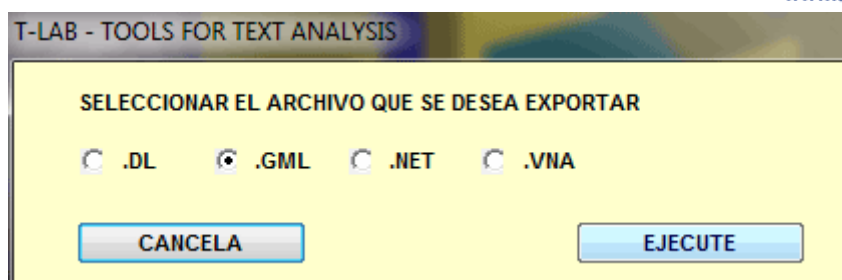 T-LAB - TOOLS FOR TEXT ANALYSIS
SELECCIONAR EL ARCHIVO QUE SE DESEA EXPORTAR
.DL .GML .NET .VNA
CANCELA EJECUTE